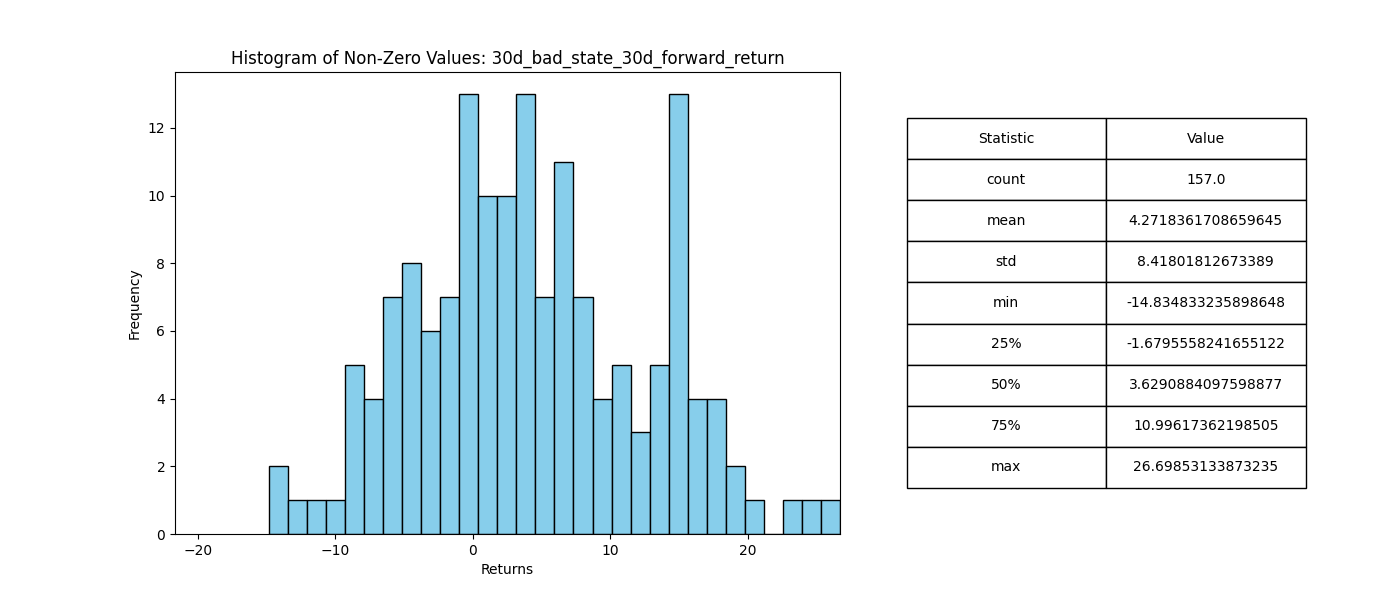 Histogram of Non-Zero Values: 30d_bad_state_30d_forward_return
Frequency
12
10
8
6
4
2
0
−20
−10
0
10
20
Returns
Statistic Value
count 157.0
mean 4.2718361708659645
std 8.41801812673389
min -14.834833235898648
25% -1.6795558241655122
50% 3.6290884097598877
75% 10.99617362198505
max 26.69853133873235